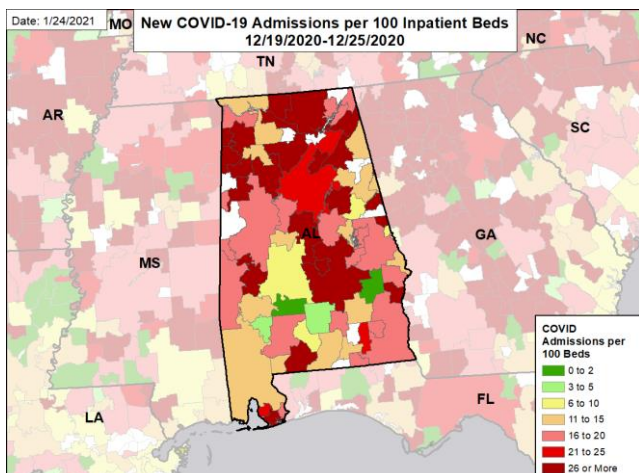 Date: 1/24/2021
New COVID-19 Admissions per 100 Inpatient Beds
12/19/2020-12/25/2020
MO
TN
NC
AR
SC
MS
AL
GA
LA
FL
COVID
Admissions per
100 Beds
0 to 2
3 to 5
6 to 10
11 to 15
16 to 20
21 to 25
26 or More